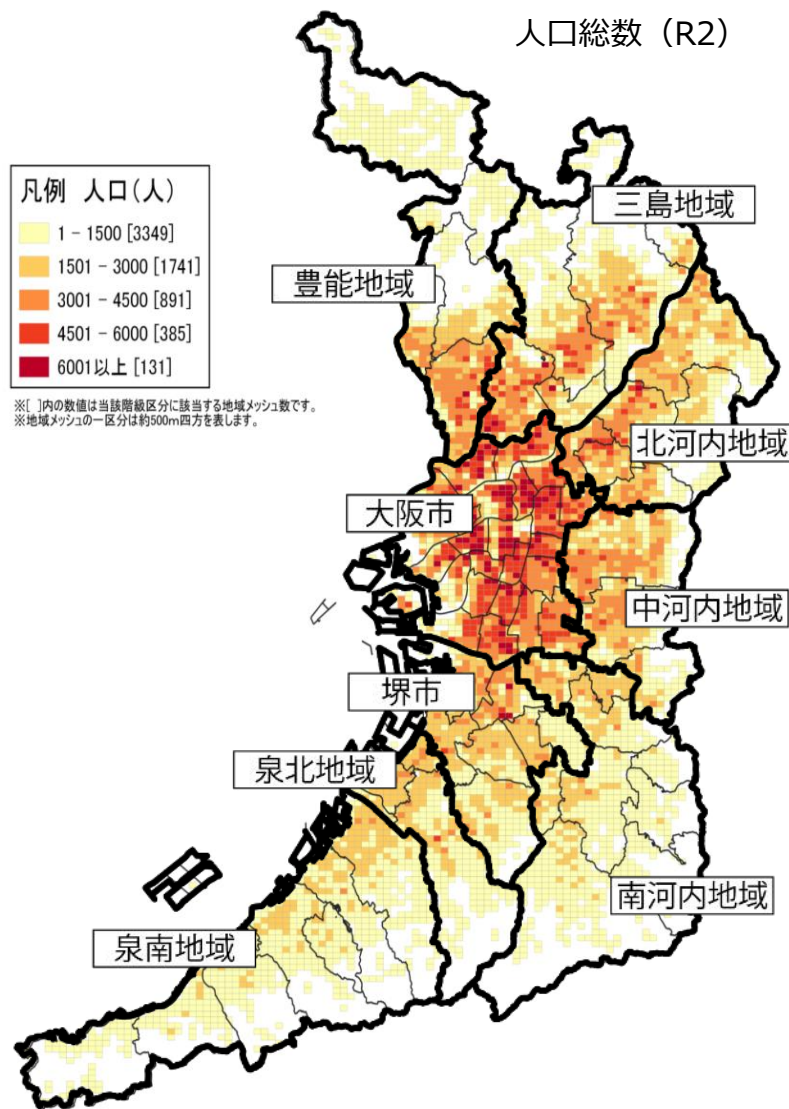 人口総数（R2）
凡例 人口（人）
1 － 1500 [3349]
1501 － 3000 [1741]
3001 － 4500 [891]
4501 － 6000 [385]
6001以上 [131]
※[ ]内の数値は当該階級区分に該当する地域メッシュ数です。
※地域メッシュの一区分は約500m四方を表します。
三島地域
豊能地域
北河内地域
大阪市
中河内地域
堺市
泉北地域
南河内地域
泉南地域